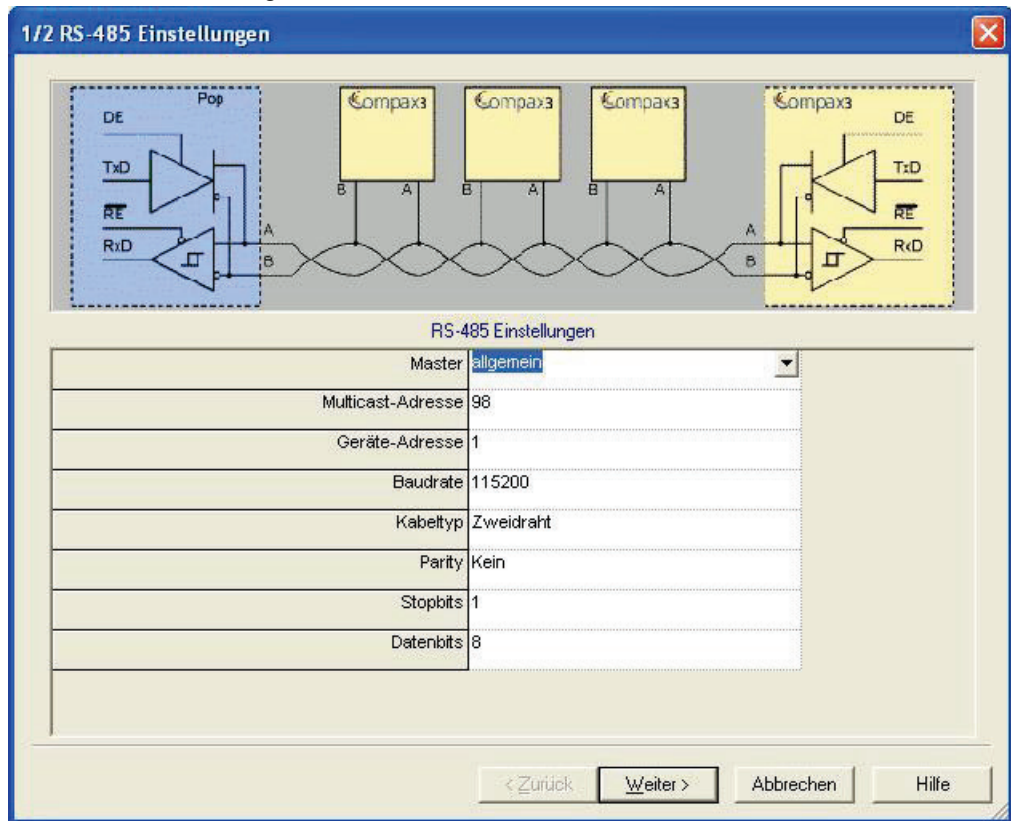 1/2 RS-485 Einstellungen
Pop
DE
TxD
RE
RxD
A
B
Compax3
B A
Compax3
B A
Compax3
B A
Compax3
DE
TxD
RE
RxD
A
B
RS-485 Einstellungen
Master allgemein
Multicast-Adresse 98
Geräte-Adresse 1
Baudrate 115200
Kabeltyp Zweidraht
Parity Kein
Stopbits 1
Datenbits 8
< Zurück Weiter > Abbrechen Hilfe